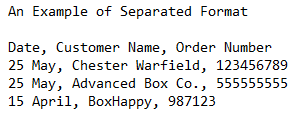 An Example of Separated Format
Date, Customer Name, Order Number
25 May, Chester Warfield, 123456789
25 May, Advanced Box Co., 555555555
15 April, BoxHappy, 987123